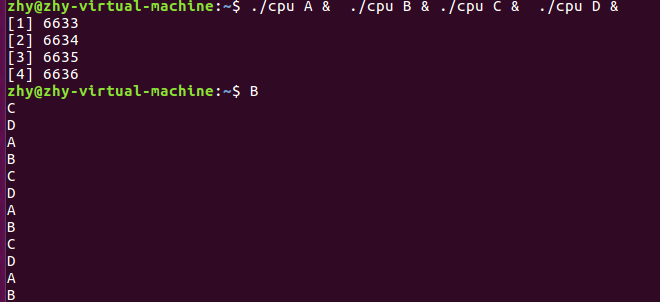 zhy@zhy-virtual-machine:~$ ./cpu A &  ./cpu B & ./cpu C &  ./cpu D &
[1] 6633
[2] 6634
[3] 6635
[4] 6636
zhy@zhy-virtual-machine:~$ B
C
D
A
B
C
D
A
B
C
D
A
B